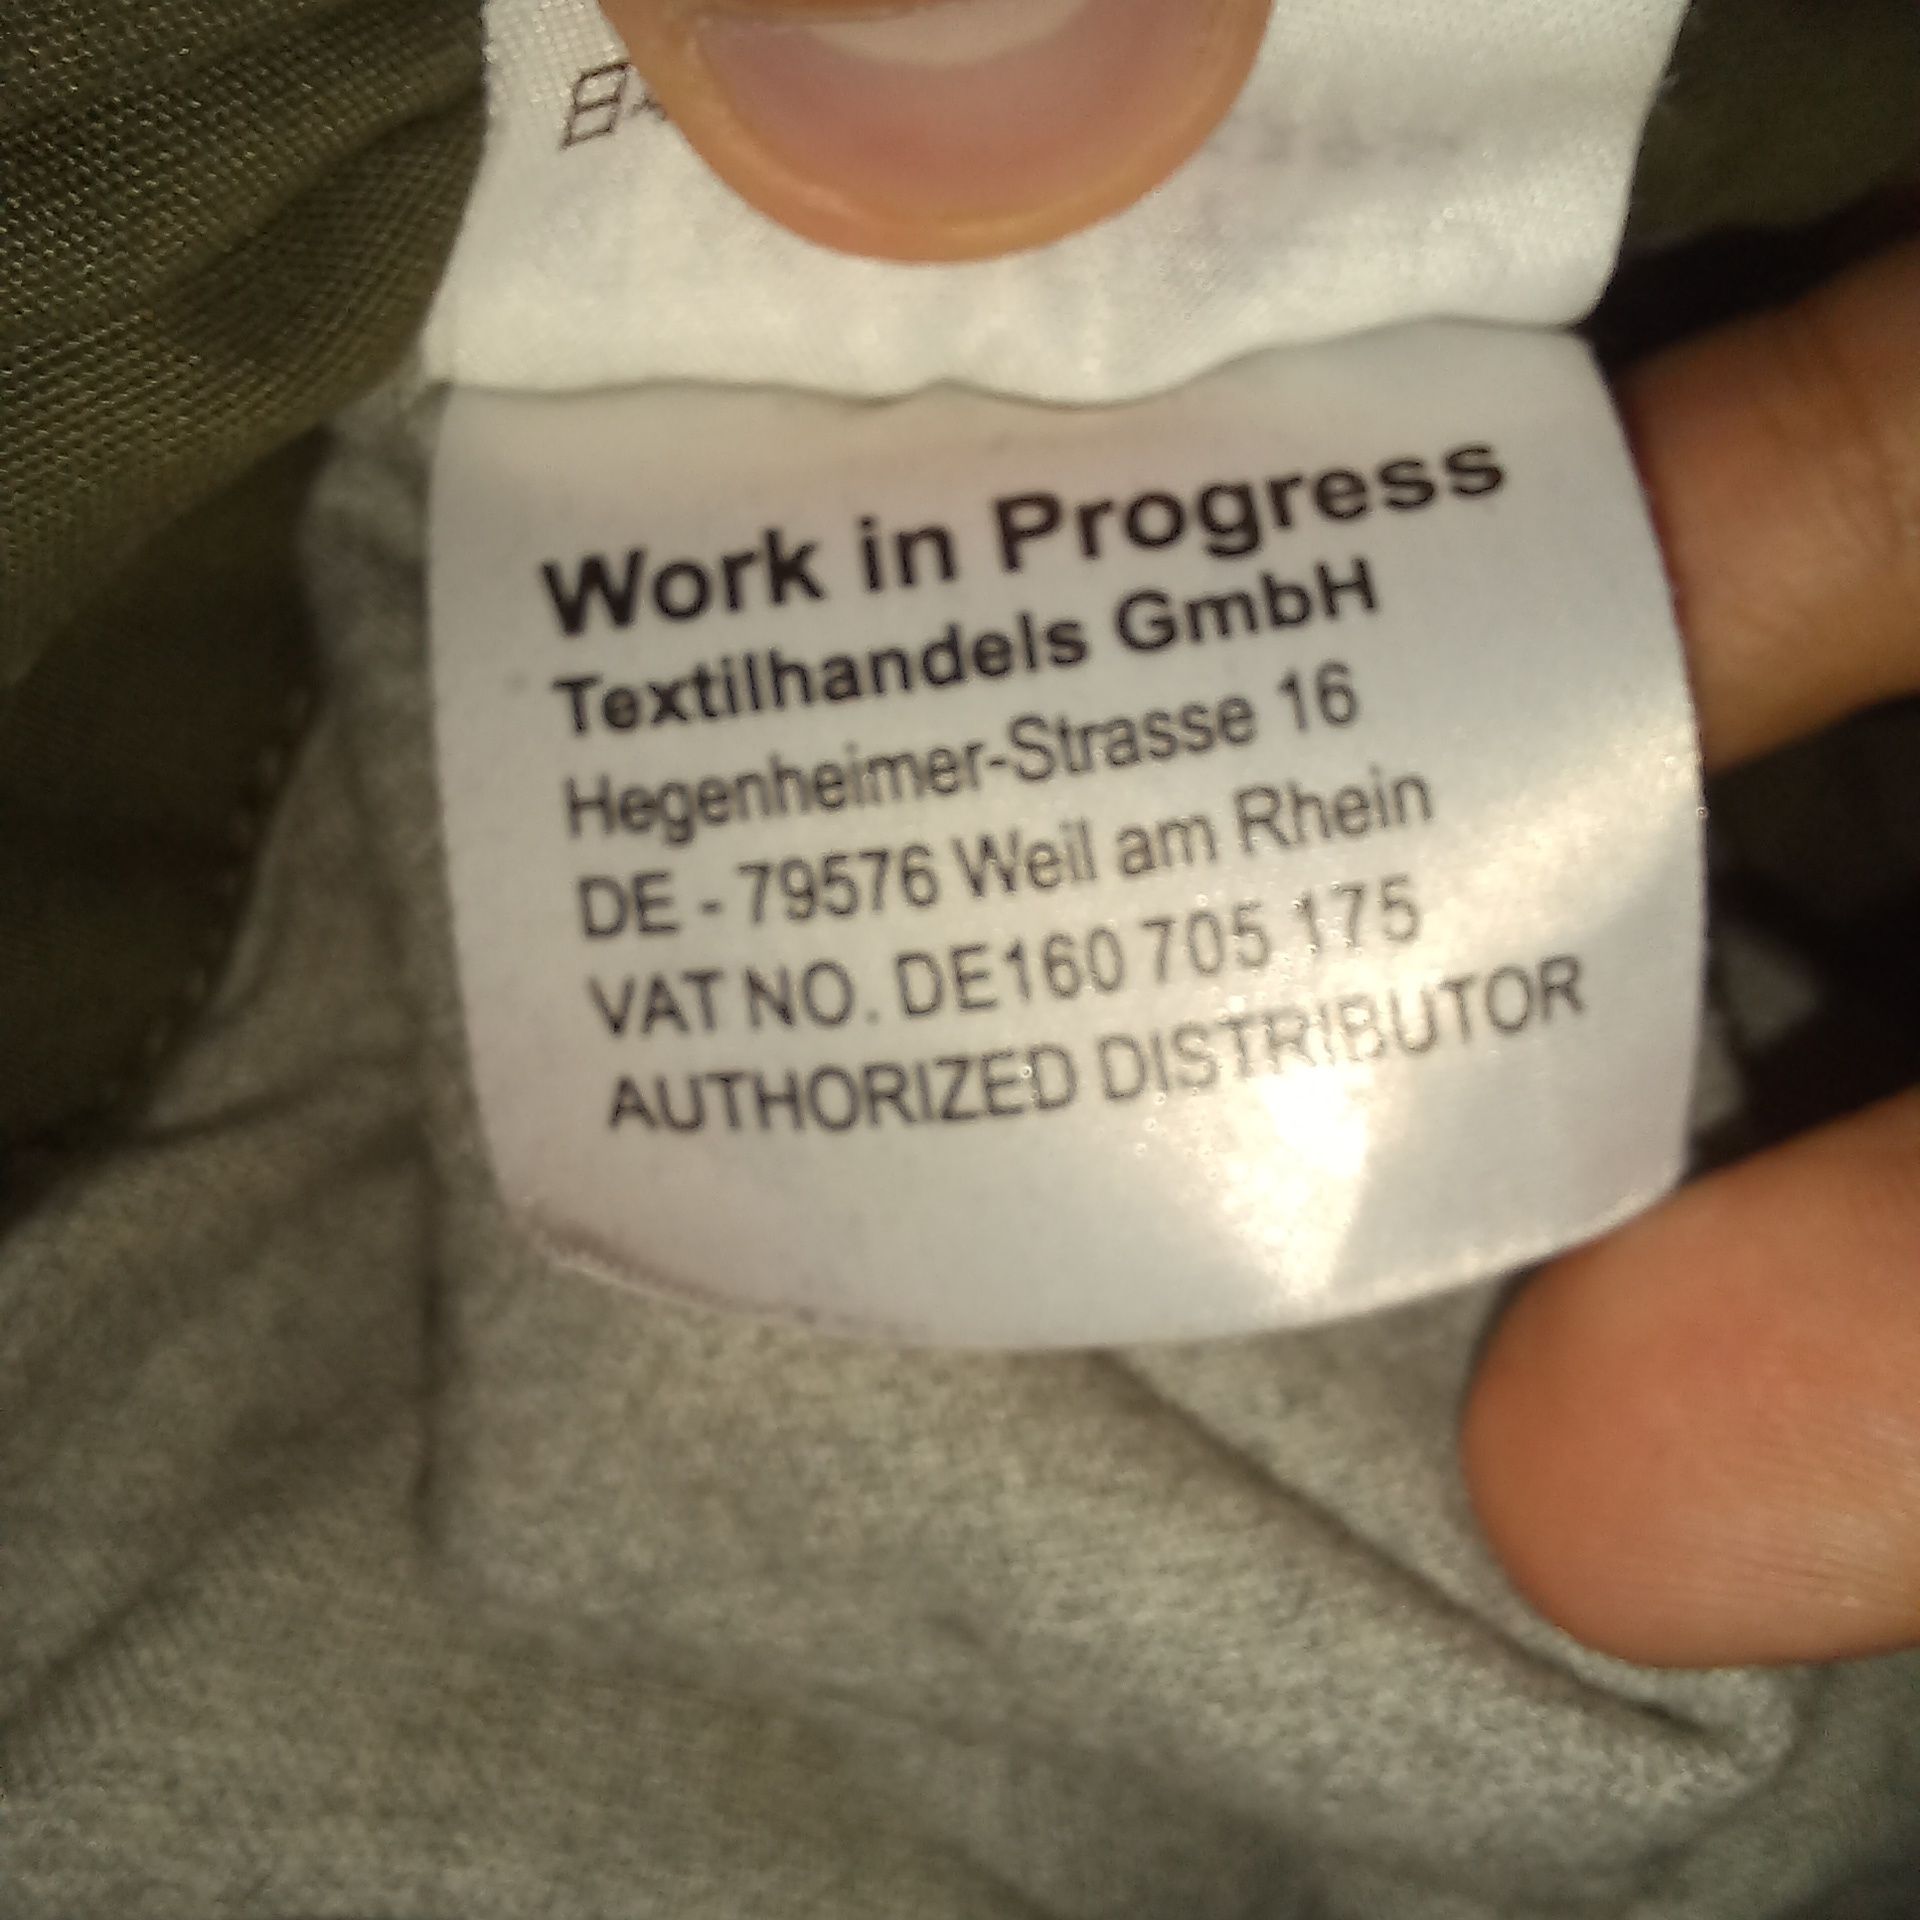 Work in Progress
Textilhandels GmbH
Hegenheimer-Strasse 16
DE - 79576 Weil am Rhein
VAT NO. DE160 705 175
AUTHORIZED DISTRIBUTOR